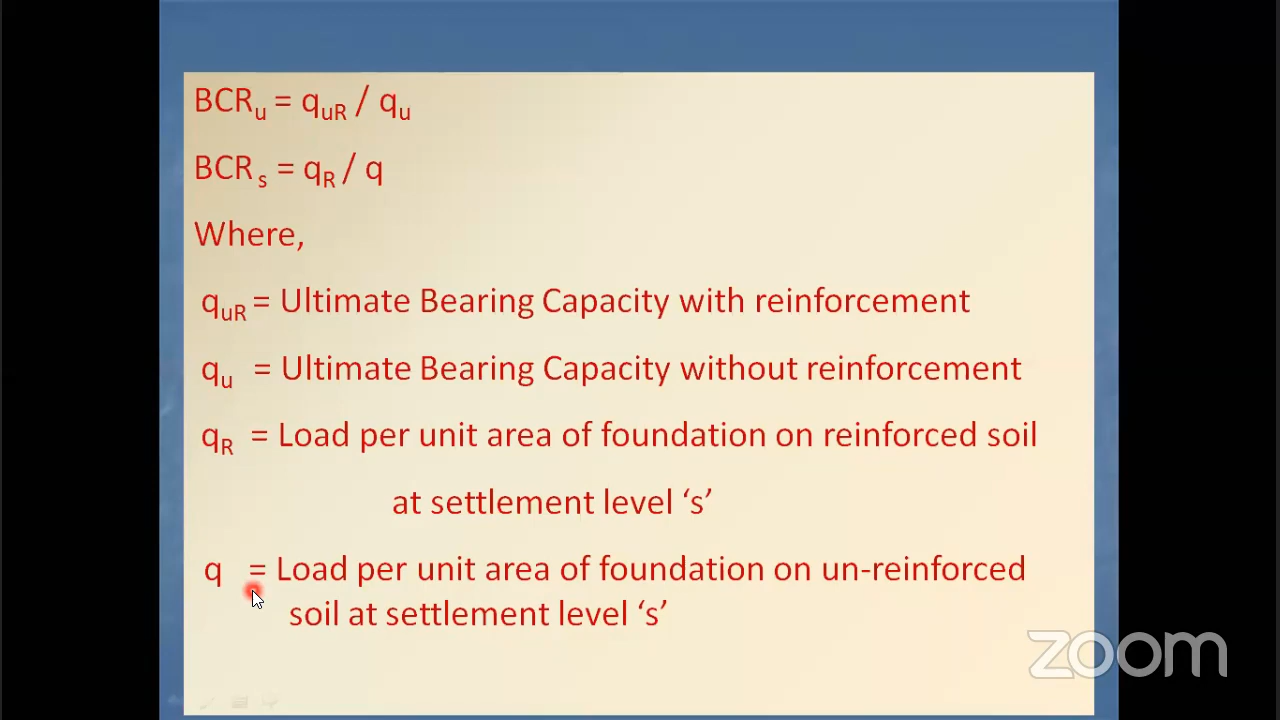 BCRu = quR / qu
BCR s = qR / q
Where,
quR = Ultimate Bearing Capacity with reinforcement
qu = Ultimate Bearing Capacity without reinforcement
qR = Load per unit area of foundation on reinforced soil
at settlement level ‘s’
q = Load per unit area of foundation on un-reinforced
soil at settlement level ‘s’
zoom